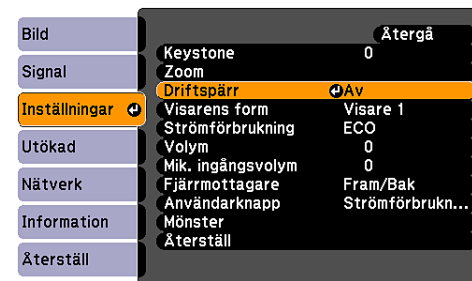 Bild
Signal
Inställningar
Utökad
Nätverk
Information
Återställ
Återgå
Keystone 0
Zoom
Driftspärr Av
Visarens form Visare 1
Strömförbrukning ECO
Volym 0
Mik. ingångsvolym 0
Fjärrmottagare Fram/Bak
Användarknapp Strömförbrukn...
Mönster
Återställ